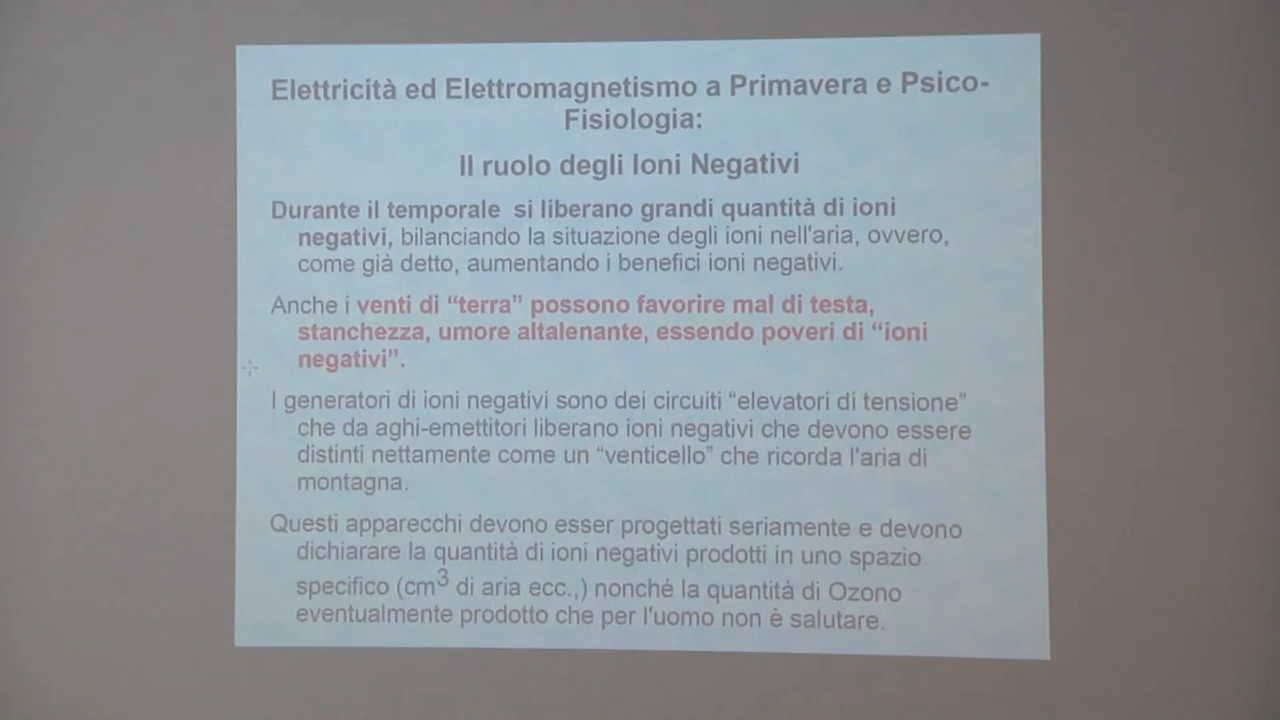 Elettricità ed Elettromagnetismo a Primavera e Psico-
Fisiologia:
Il ruolo degli Ioni Negativi
Durante il temporale si liberano grandi quantità di ioni
negativi, bilanciando la situazione degli ioni nell'aria, ovvero,
come già detto, aumentando i benefici ioni negativi.
Anche i venti di “terra” possono favorire mal di testa,
stanchezza, umore altalenante, essendo poveri di “ioni
negativi”.
I generatori di ioni negativi sono dei circuiti “elevatori di tensione”
che da aghi-emettitori liberano ioni negativi che devono essere
distinti nettamente come un “venticello” che ricorda l'aria di
montagna.
Questi apparecchi devono esser progettati seriamente e devono
dichiarare la quantità di ioni negativi prodotti in uno spazio
specifico (cm³ di aria ecc.,) nonché la quantità di Ozono
eventualmente prodotto che per l'uomo non è salutare.